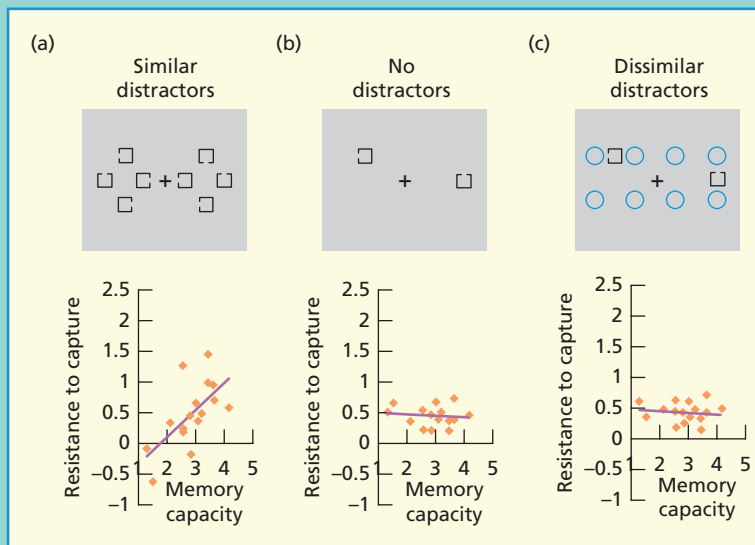 (a)
Similar
distractors
(b)
No
distractors
(c)
Dissimilar
distractors
+
+
+
Resistance to capture
2.5
2
1.5
1
0.5
0
−0.5
−1
1 2 3 4 5
Memory
capacity
Resistance to capture
2.5
2
1.5
1
0.5
0
−0.5
−1
1 2 3 4 5
Memory
capacity
Resistance to capture
2.5
2
1.5
1
0.5
0
−0.5
−1
1 2 3 4 5
Memory
capacity